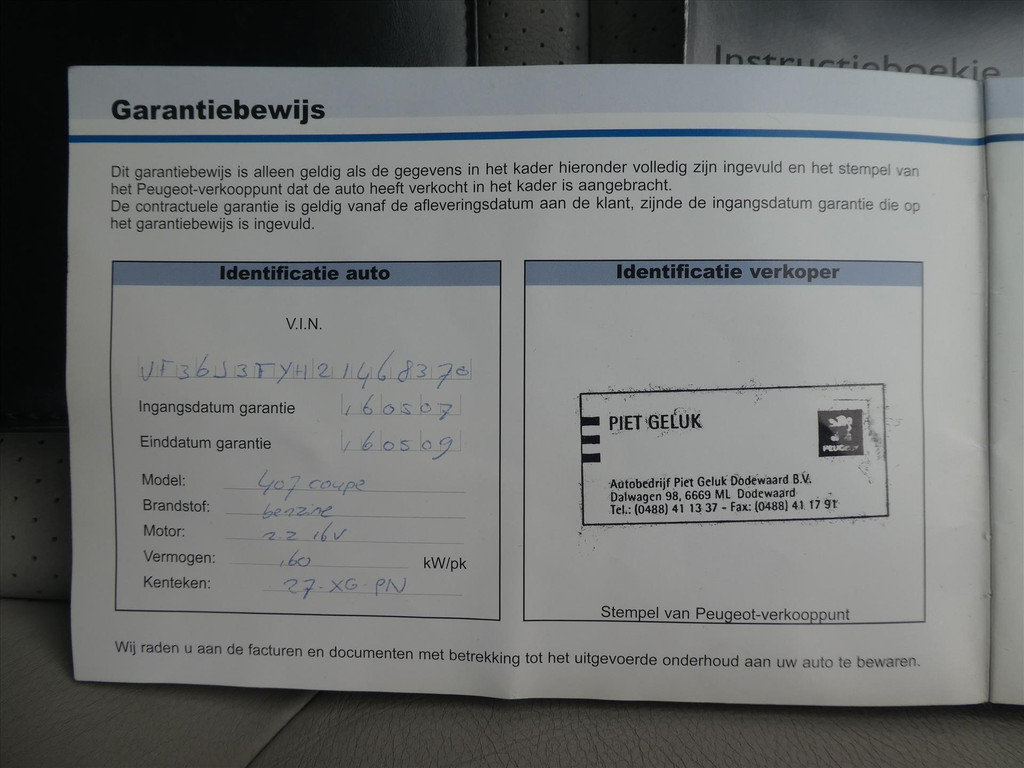 Instructieboekje
Garantiebewijs
Dit garantiebewijs is alleen geldig als de gegevens in het kader hieronder volledig zijn ingevuld en het stempel van
het Peugeot-verkooppunt dat de auto heeft verkocht in het kader is aangebracht.
De contractuele garantie is geldig vanaf de afleveringsdatum aan de klant, zijnde de ingangsdatum garantie die op
het garantiebewijs is ingevuld.
Identificatie auto
V.I.N.
VF36J3FYH21468370
Ingangsdatum garantie 160507
Einddatum garantie 160509
Model: 407 coupe
Brandstof: benzine
Motor: 2.2 16V
Vermogen: 160 kW/pk
Kenteken: 27-XG-PN
Identificatie verkoper
PIET GELUK
PEUGEOT
Autobedrijf Piet Geluk Dodewaard B.V.
Dalwagen 98, 6669 ML Dodewaard
Tel.: (0488) 41 13 37 - Fax: (0488) 41 17 91
Stempel van Peugeot-verkooppunt
Wij raden u aan de facturen en documenten met betrekking tot het uitgevoerde onderhoud aan uw auto te bewaren.